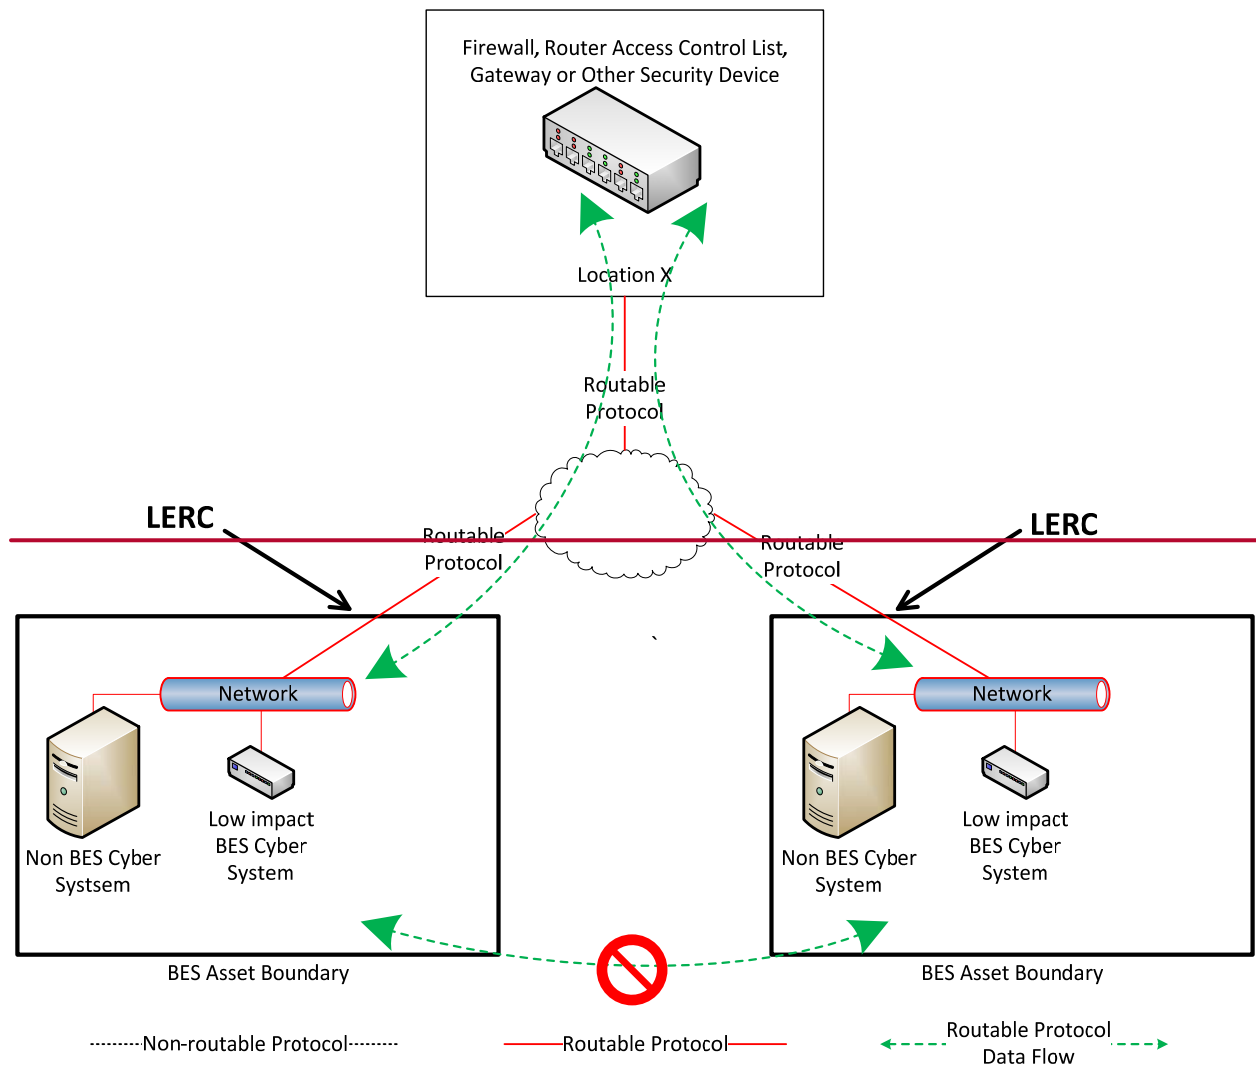 Firewall, Router Access Control List,
Gateway or Other Security Device
Location X
Routable
Protocol
LERC
LERC
Routable
Protocol
Routable
Protocol
`
Network
Network
Low impact
BES Cyber
System
Non BES Cyber
Systsem
Low impact
BES Cyber
System
Non BES Cyber
System
BES Asset Boundary
BES Asset Boundary
Non-routable Protocol
Routable Protocol
Routable Protocol
Data Flow